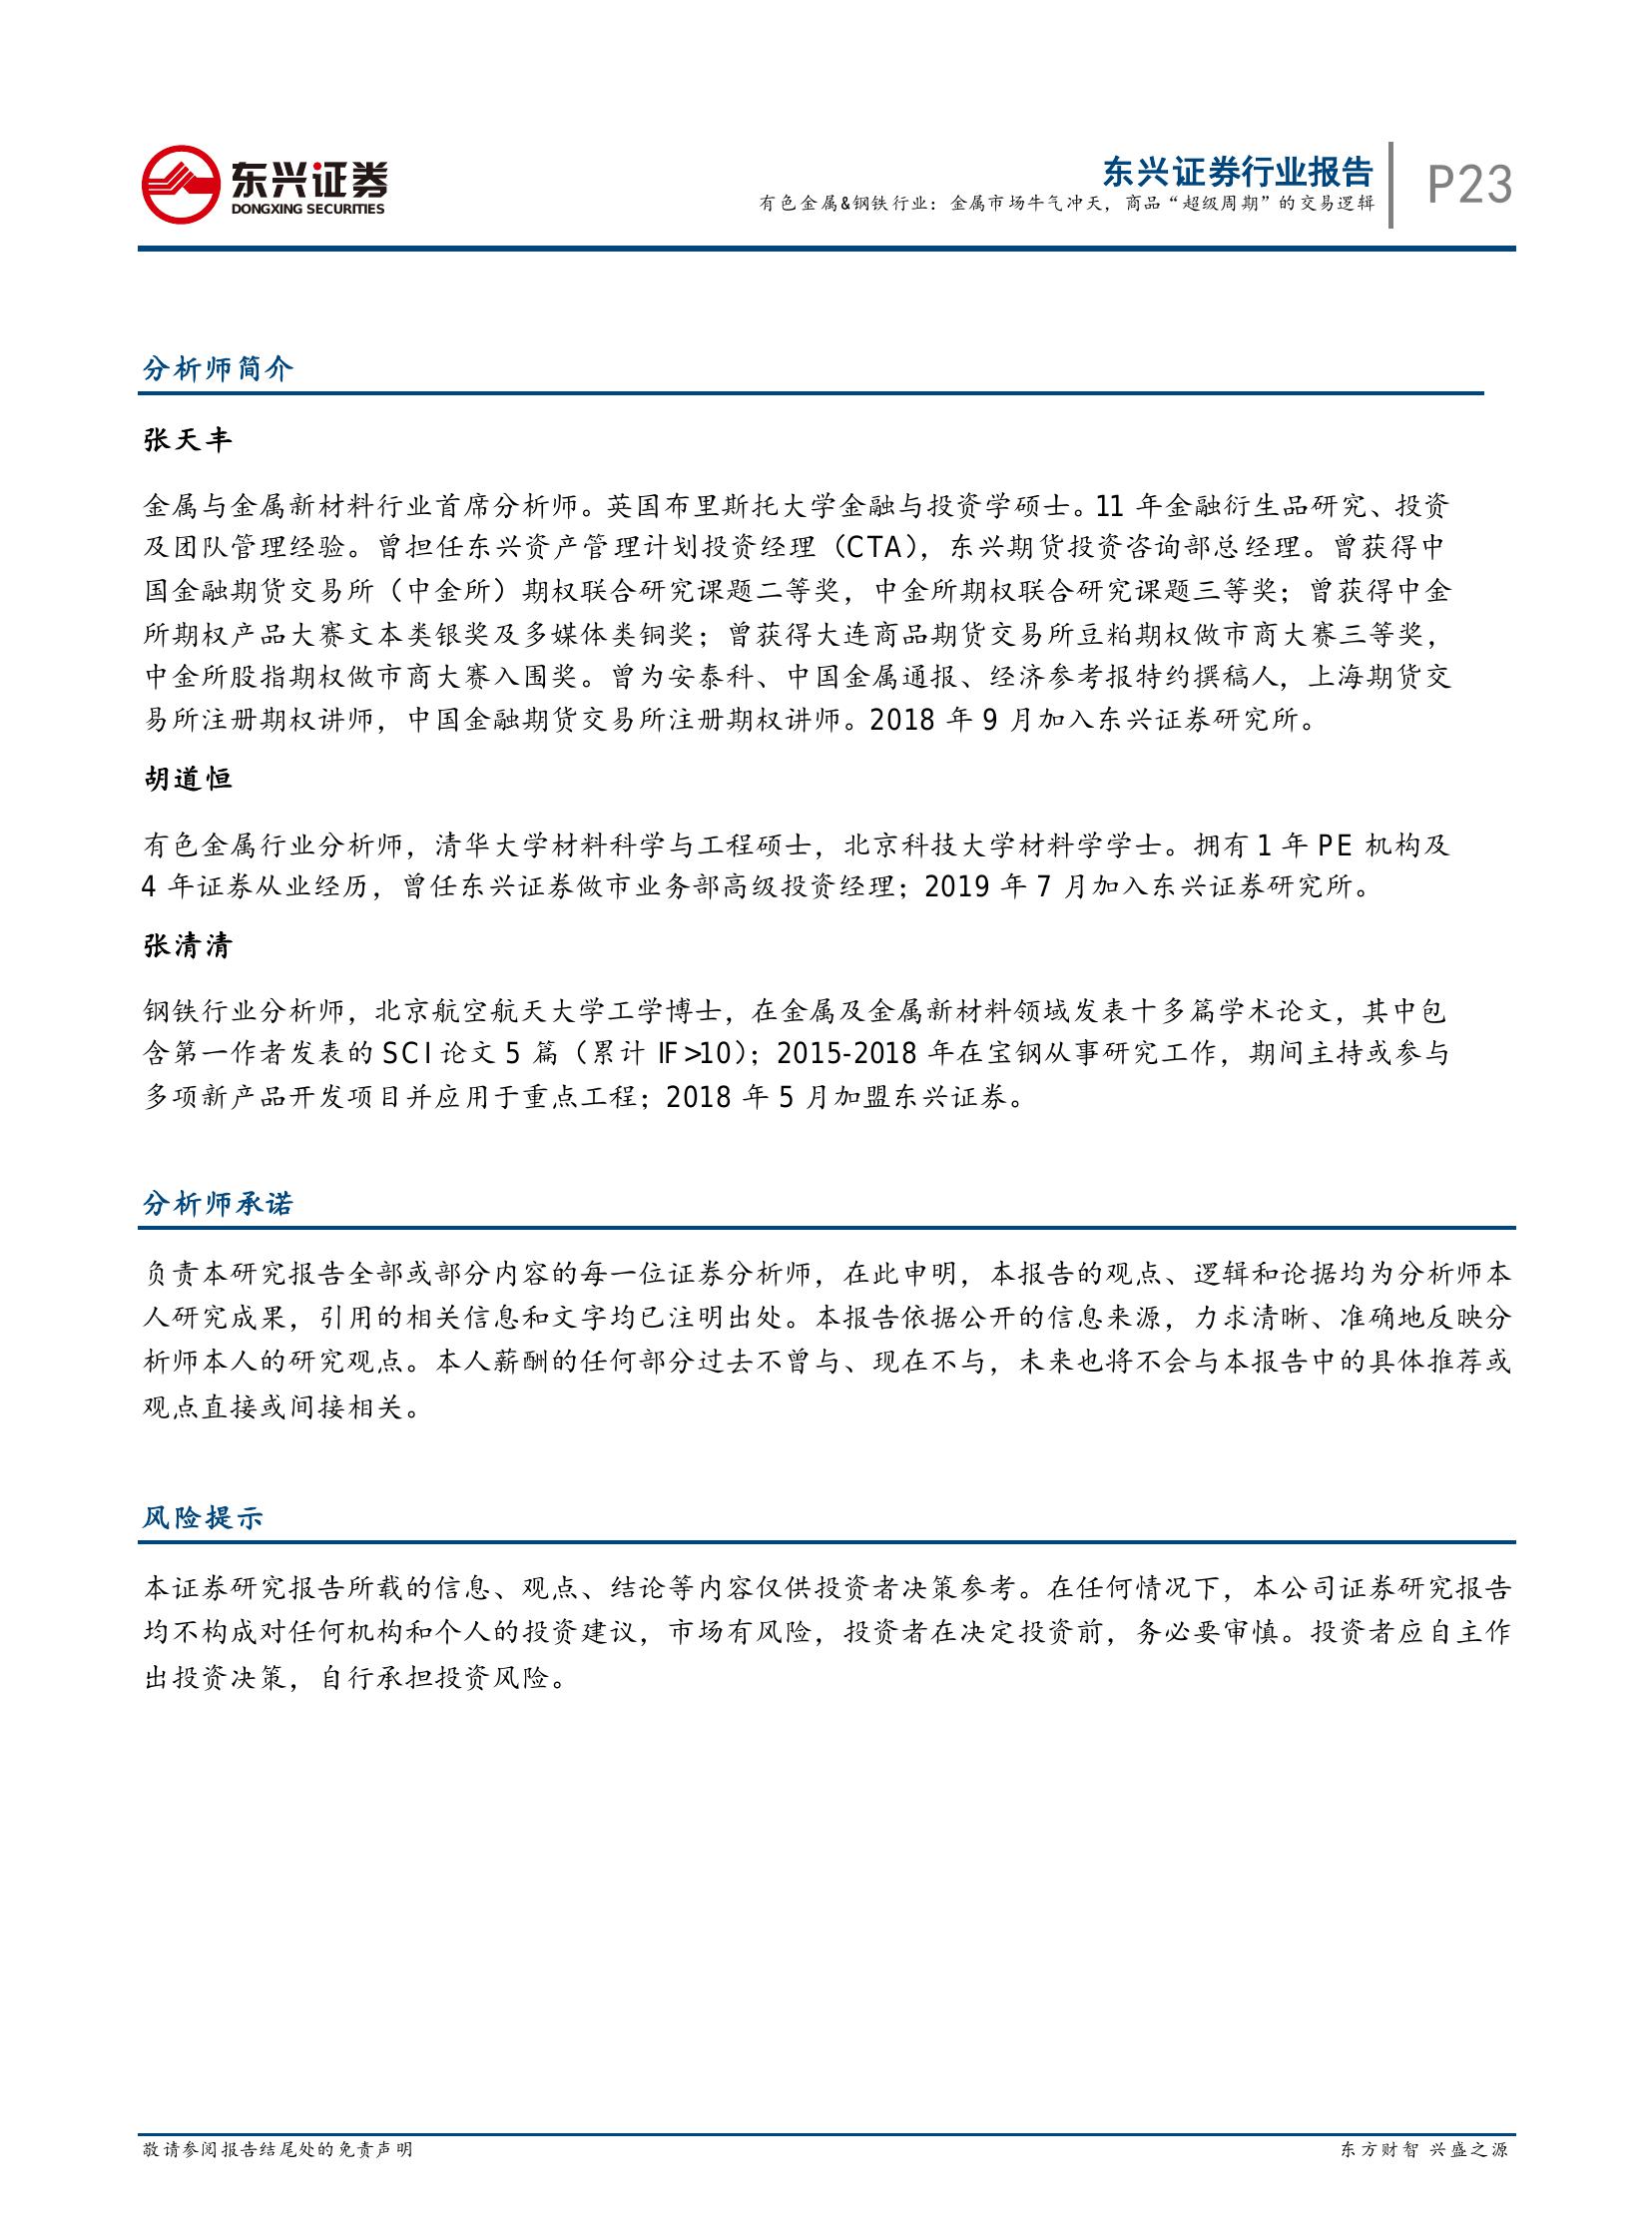 东兴证券
DONGXING SECURITIES
东兴证券行业报告
有色金属&钢铁行业：金属市场牛气冲天，商品“超级周期”的交易逻辑
P23
分析师简介
张天丰
金属与金属新材料行业首席分析师。英国布里斯托大学金融与投资学硕士。11 年金融衍生品研究、投资
及团队管理经验。曾担任东兴资产管理计划投资经理（CTA），东兴期货投资咨询部总经理。曾获得中
国金融期货交易所（中金所）期权联合研究课题二等奖，中金所期权联合研究课题三等奖；曾获得中金
所期权产品大赛文本类银奖及多媒体类铜奖；曾获得大连商品期货交易所豆粕期权做市商大赛三等奖，
中金所股指期权做市商大赛入围奖。曾为安泰科、中国金属通报、经济参考报特约撰稿人，上海期货交
易所注册期权讲师，中国金融期货交易所注册期权讲师。2018 年 9 月加入东兴证券研究所。
胡道恒
有色金属行业分析师，清华大学材料科学与工程硕士，北京科技大学材料学学士。拥有 1 年 PE 机构及
4 年证券从业经历，曾任东兴证券做市业务部高级投资经理；2019 年 7 月加入东兴证券研究所。
张清清
钢铁行业分析师，北京航空航天大学工学博士，在金属及金属新材料领域发表十多篇学术论文，其中包
含第一作者发表的 SCI 论文 5 篇（累计 IF>10）；2015-2018 年在宝钢从事研究工作，期间主持或参与
多项新产品开发项目并应用于重点工程；2018 年 5 月加盟东兴证券。
分析师承诺
负责本研究报告全部或部分内容的每一位证券分析师，在此申明，本报告的观点、逻辑和论据均为分析师本
人研究成果，引用的相关信息和文字均已注明出处。本报告依据公开的信息来源，力求清晰、准确地反映分
析师本人的研究观点。本人薪酬的任何部分过去不曾与、现在不与，未来也将不会与本报告中的具体推荐或
观点直接或间接相关。
风险提示
本证券研究报告所载的信息、观点、结论等内容仅供投资者决策参考。在任何情况下，本公司证券研究报告
均不构成对任何机构和个人的投资建议，市场有风险，投资者在决定投资前，务必要审慎。投资者应自主作
出投资决策，自行承担投资风险。
敬请参阅报告结尾处的免责声明
东方财智 兴盛之源